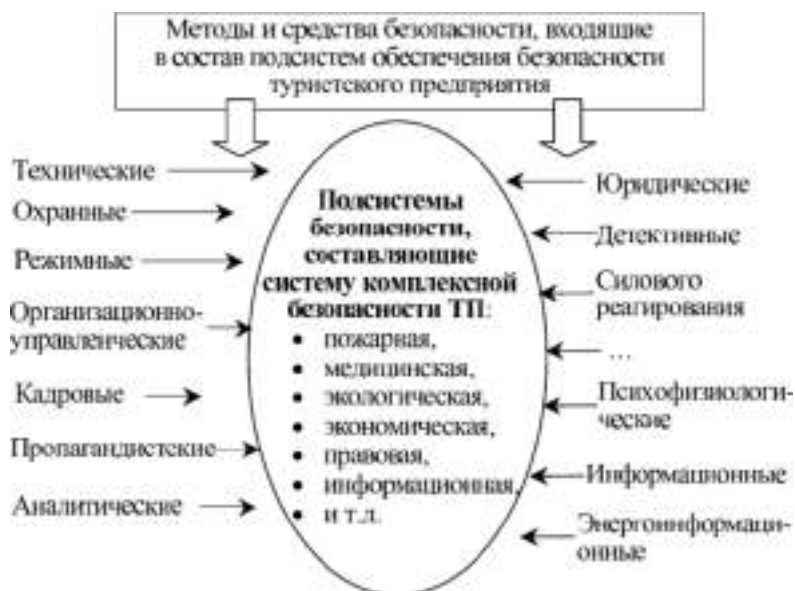 Методы и средства безопасности, входящие
в состав подсистем обеспечения безопасности
туристского предприятия
Технические
Охранные
Режимные
Организационно-
управленческие
Кадровые
Пропагандистские
Аналитические
Подсистемы
безопасности,
составляющие
систему комплексной
безопасности ТП:
• пожарная,
• медицинская,
• экологическая,
• экономическая,
• правовая,
• информационная,
• и т.д.
Юридические
Детективные
Силового
реагирования
...
Психофизиологи-
ческие
Информационные
Энергоинформаци-
онные